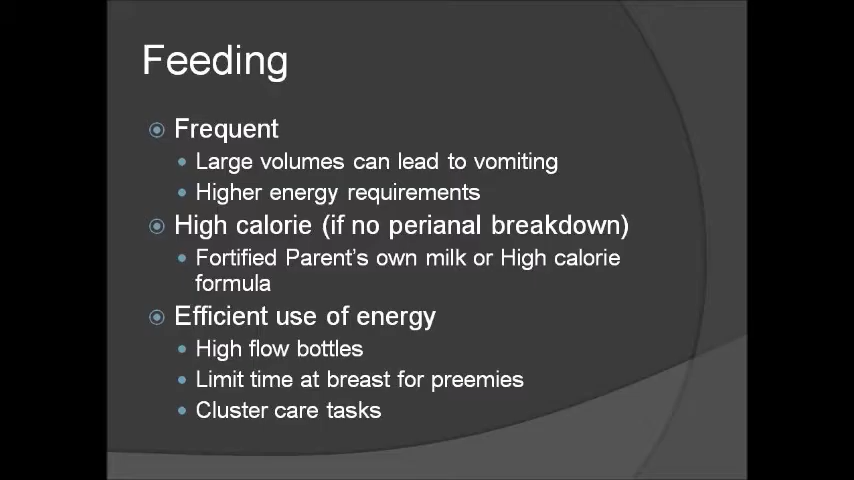 Feeding
Frequent
Large volumes can lead to vomiting
Higher energy requirements
High calorie (if no perianal breakdown)
Fortified Parent's own milk or High calorie
formula
Efficient use of energy
High flow bottles
Limit time at breast for preemies
Cluster care tasks